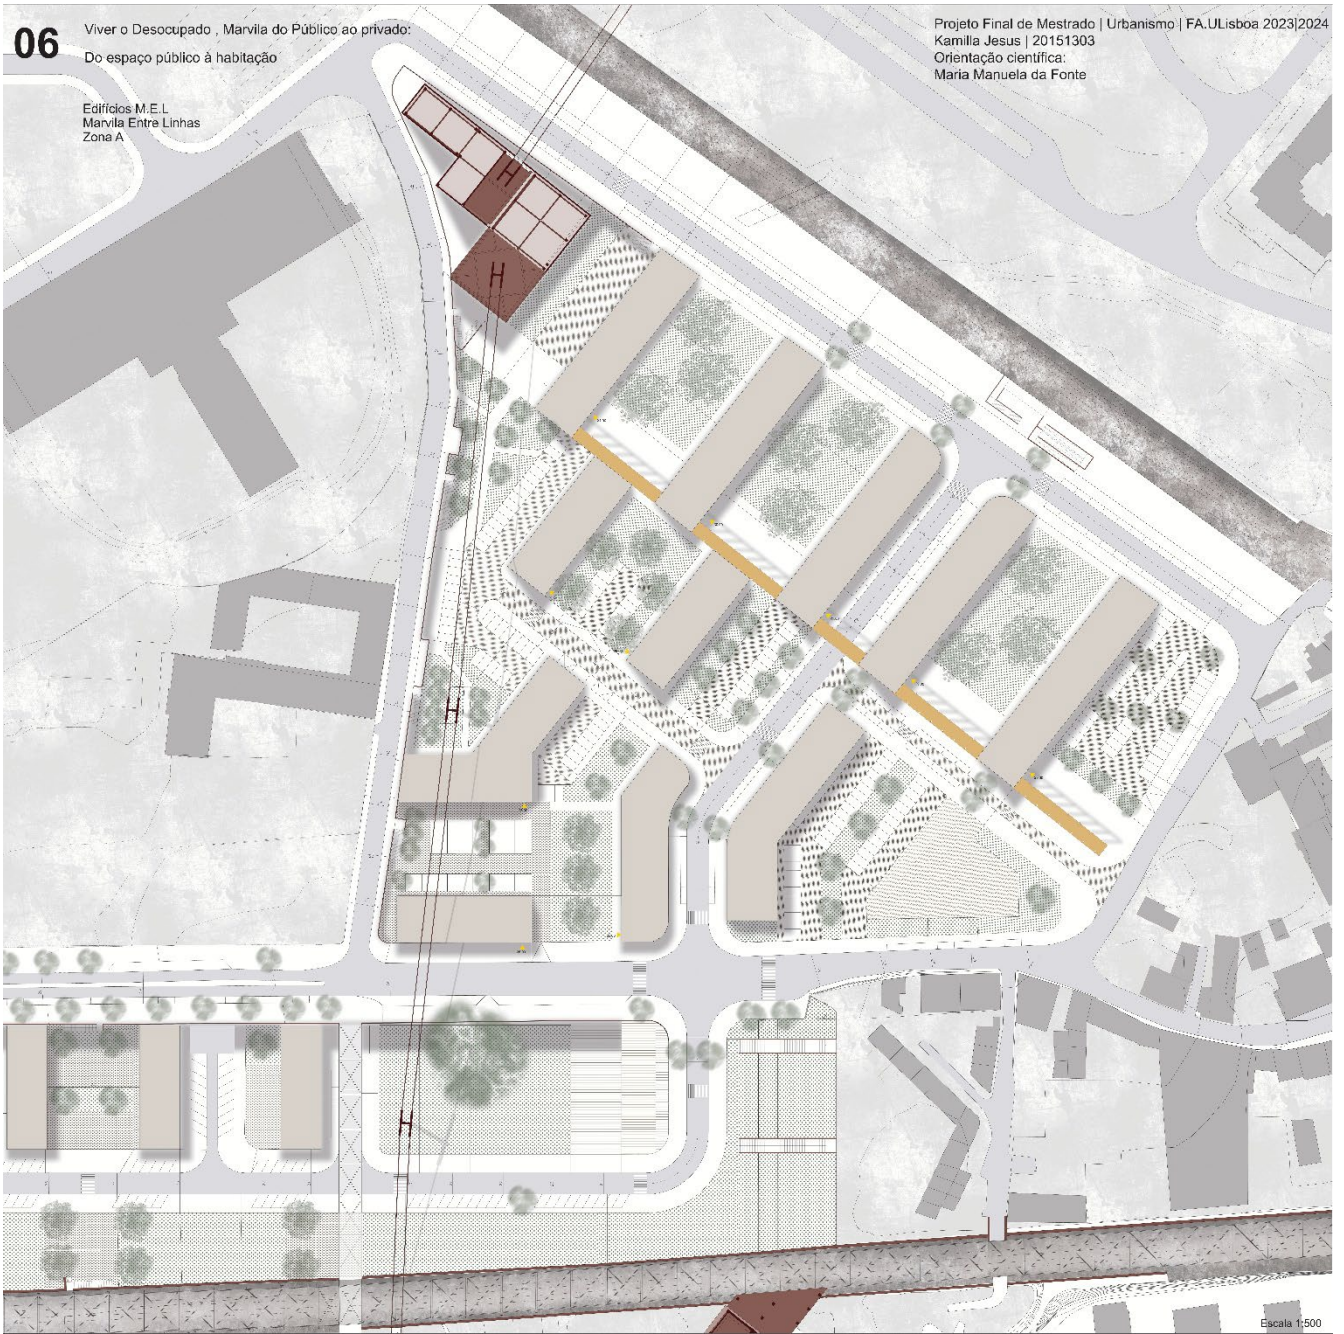 06
Viver o Desocupado , Marvila do Público ao privado:
Do espaço público à habitação
Edifícios M.E.L
Marvila Entre Linhas
Zona A
Projeto Final de Mestrado | Urbanismo | FA.ULisboa 2023|2024
Kamilla Jesus | 20151303
Orientação científica:
Maria Manuela da Fonte
Escala 1:500